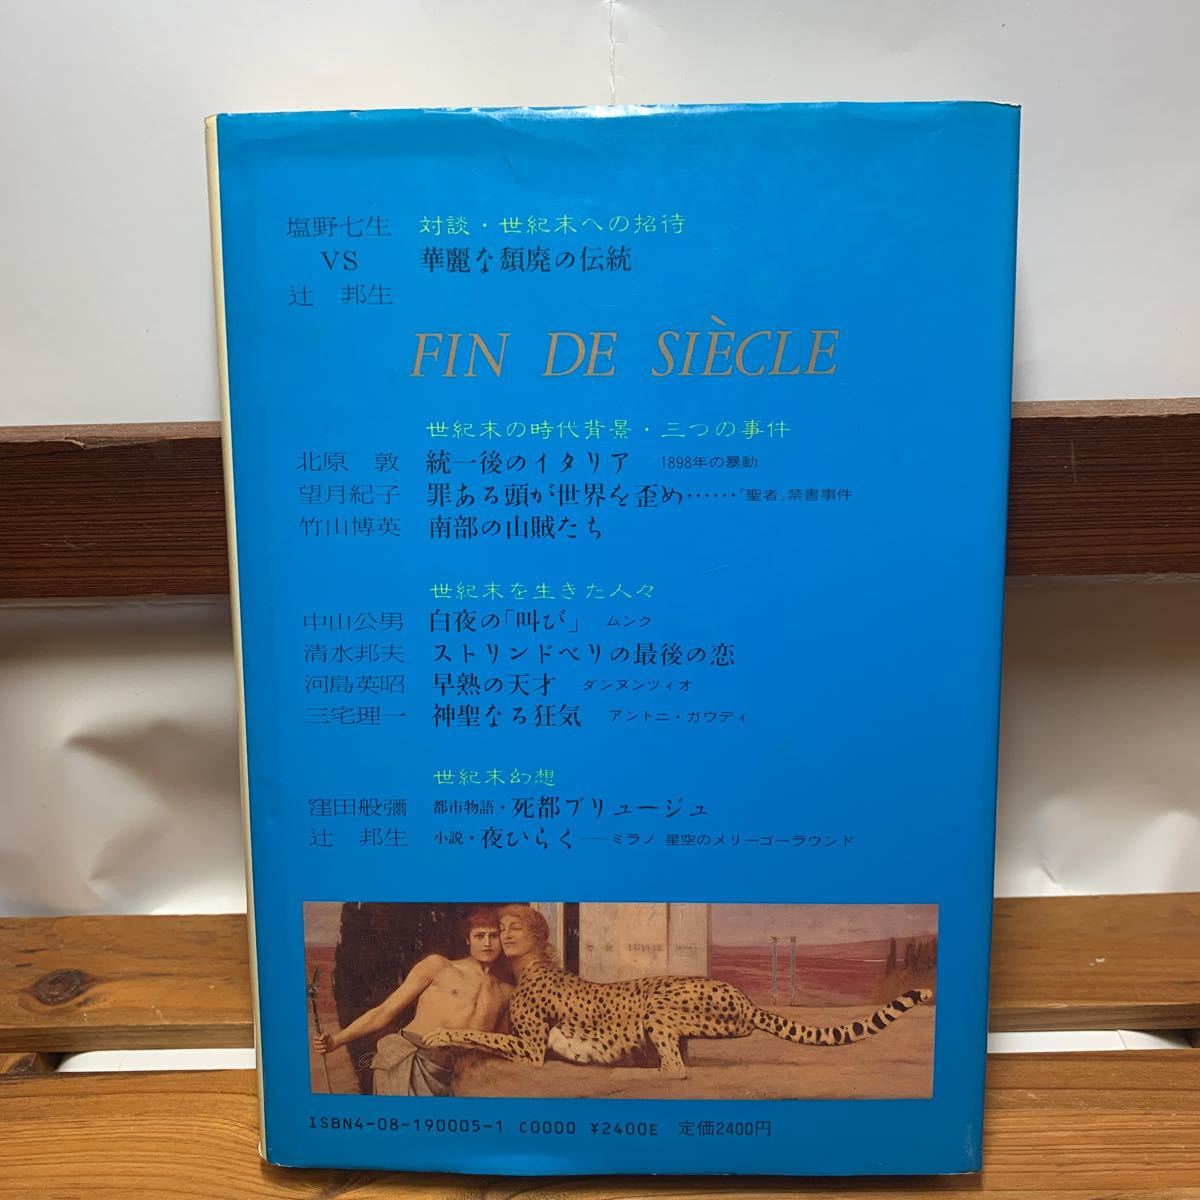 塩野七生 対談・世紀末への招待
VS 華麗な頽廃の伝統
辻 邦生
FIN DE SIÈCLE
世紀末の時代背景・三つの事件
北原 敦 統一後のイタリア 1898年の暴動
望月紀子 罪ある頭が世界を歪め……「聖者」禁書事件
竹山博英 南部の山賊たち
世紀末を生きた人々
中山公男 白夜の「叫び」 ムンク
清水邦夫 ストリンドベリの最後の恋
河島英昭 早熟の天才 ダンヌンツィオ
三宅理一 神聖なる狂気 アントニ・ガウディ
世紀末幻想
窪田般彌 都市物語・死都ブリュージュ
辻 邦生 小説・夜ひらく──ミラノ 星空のメリーゴーラウンド
ISBN4-08-190005-1 C0000 ¥2400E 定価2400円